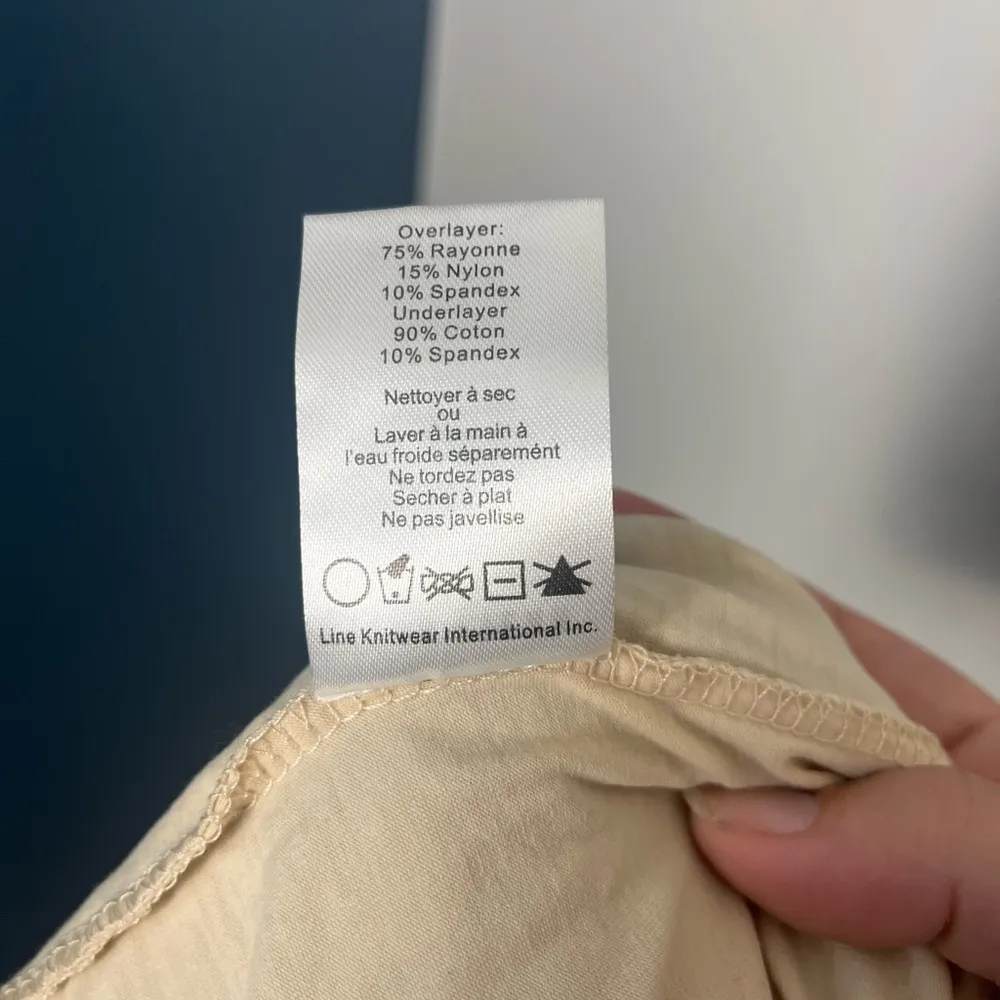 Overlayer:
75% Rayonne
15% Nylon
10% Spandex
Underlayer
90% Coton
10% Spandex
Nettoyer à sec
ou
Laver à la main à
l'eau froide séparemént
Ne tordez pas
Secher à plat
Ne pas javellise
Line Knitwear International Inc.